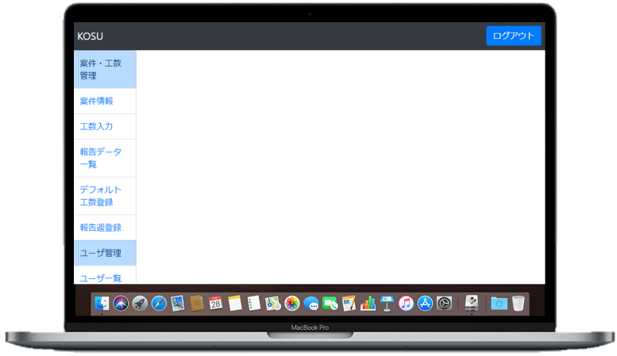 KOSU
ログアウト
案件・工数
管理
案件情報
工数入力
報告データ
一覧
デフォルト
工数登録
報告週登録
ユーザ管理
ユーザ一覧
28
MacBook Pro